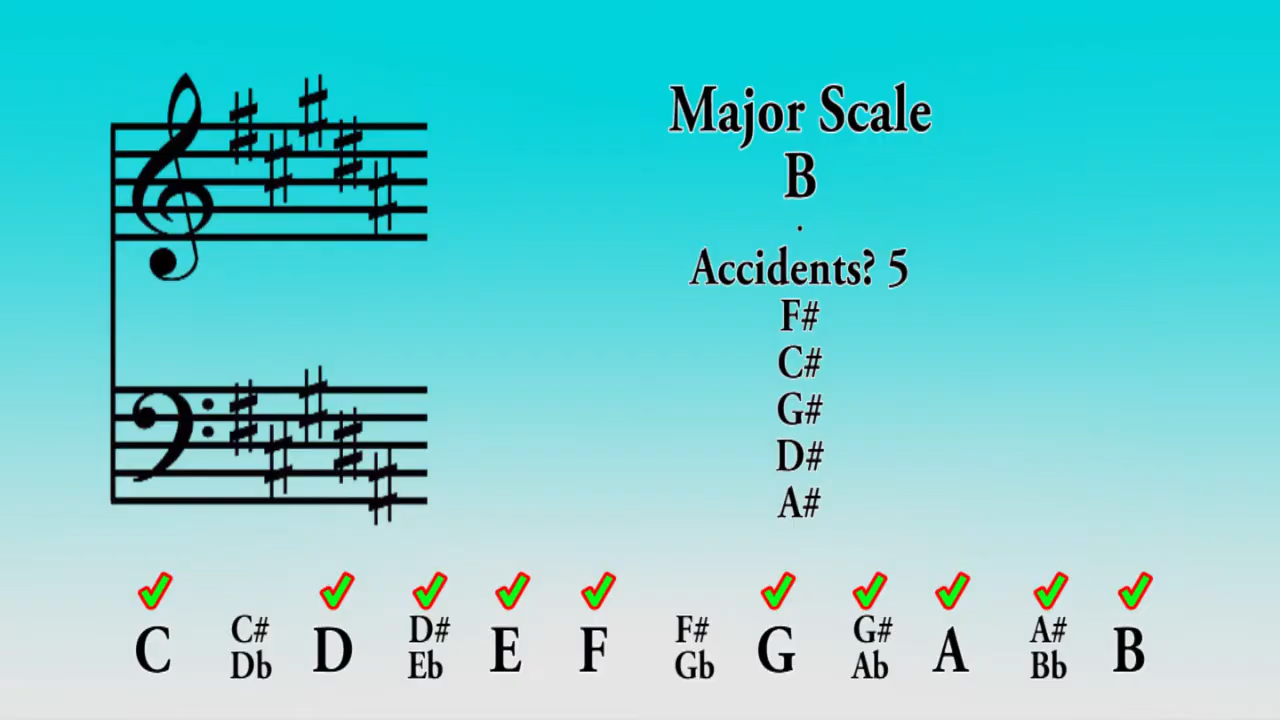 Major Scale
B
.
Accidents? 5
F#
C#
G#
D#
A#
C C# Db D D# Eb E F F# Gb G G# Ab A A# Bb B